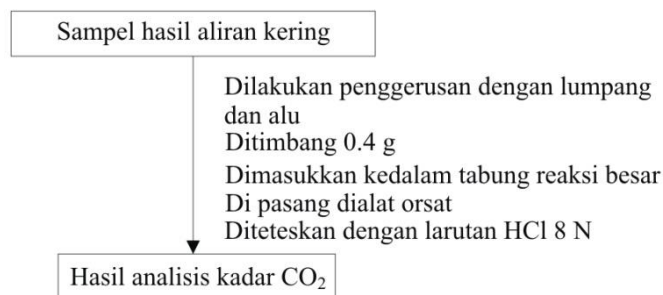 Sampel hasil aliran kering
Dilakukan penggerusan dengan lumpang
dan alu
Ditimbang 0.4 g
Dimasukkan kedalam tabung reaksi besar
Di pasang dialat orsat
Diteteskan dengan larutan HCl 8 N
Hasil analisis kadar CO₂